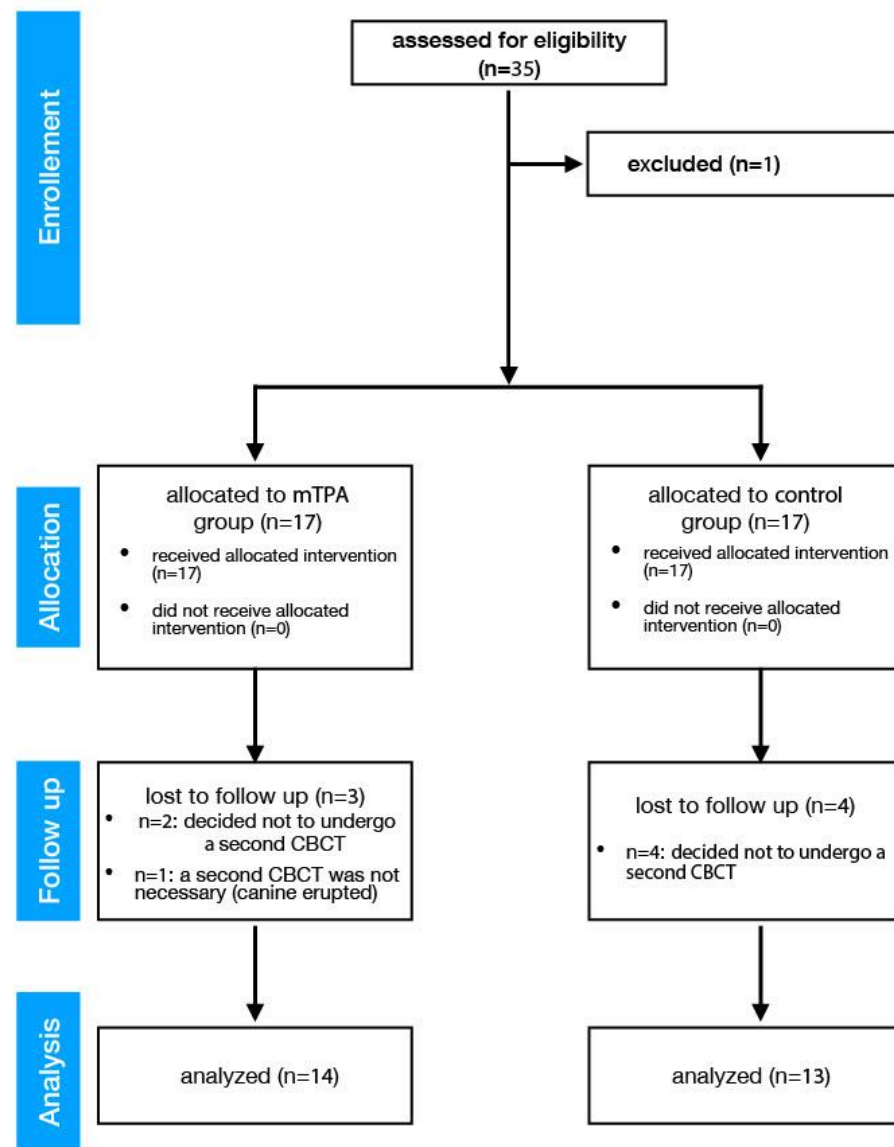 Enrollement
assessed for eligibility
(n=35)
excluded (n=1)
Allocation
allocated to mTPA
group (n=17)
• received allocated intervention
(n=17)
• did not receive allocated
intervention (n=0)
allocated to control
group (n=17)
• received allocated intervention
(n=17)
• did not receive allocated
intervention (n=0)
Follow up
lost to follow up (n=3)
• n=2: decided not to undergo
a second CBCT
• n=1: a second CBCT was not
necessary (canine erupted)
lost to follow up (n=4)
• n=4: decided not to undergo a
second CBCT
Analysis
analyzed (n=14)
analyzed (n=13)